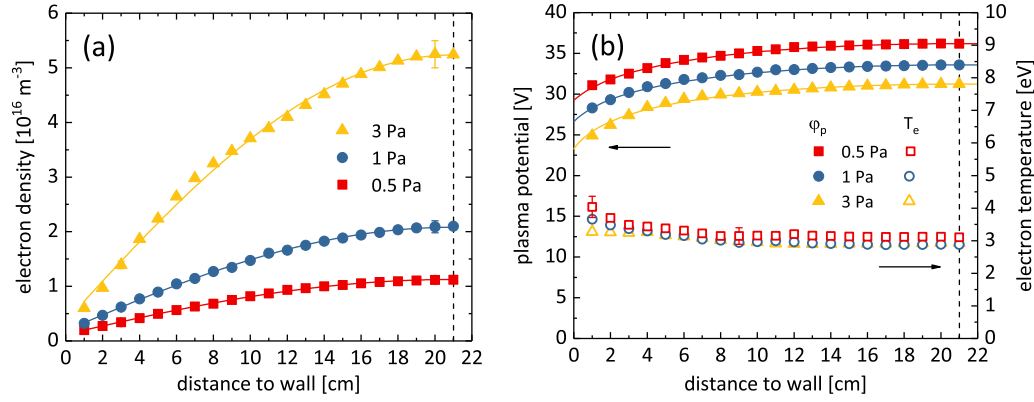 (a)
electron density [10¹⁶ m⁻³]
6
5
4
3
2
1
0
3 Pa
1 Pa
0.5 Pa
0 2 4 6 8 10 12 14 16 18 20 22
distance to wall [cm]
(b)
plasma potential [V]
40
35
30
25
20
15
10
5
0
φₚ Tₑ
0.5 Pa
1 Pa
3 Pa
0 2 4 6 8 10 12 14 16 18 20 22
distance to wall [cm]
10
9
8
7
6
5
4
3
2
1
0
electron temperature [eV]